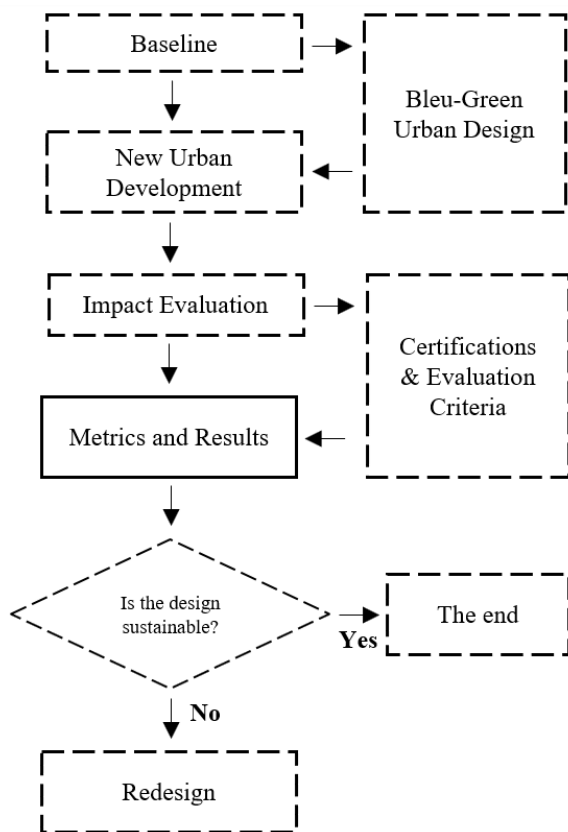 Baseline
Bleu-Green
Urban Design
New Urban
Development
Impact Evaluation
Certifications
& Evaluation
Criteria
Metrics and Results
Is the design
sustainable?
Yes
The end
No
Redesign